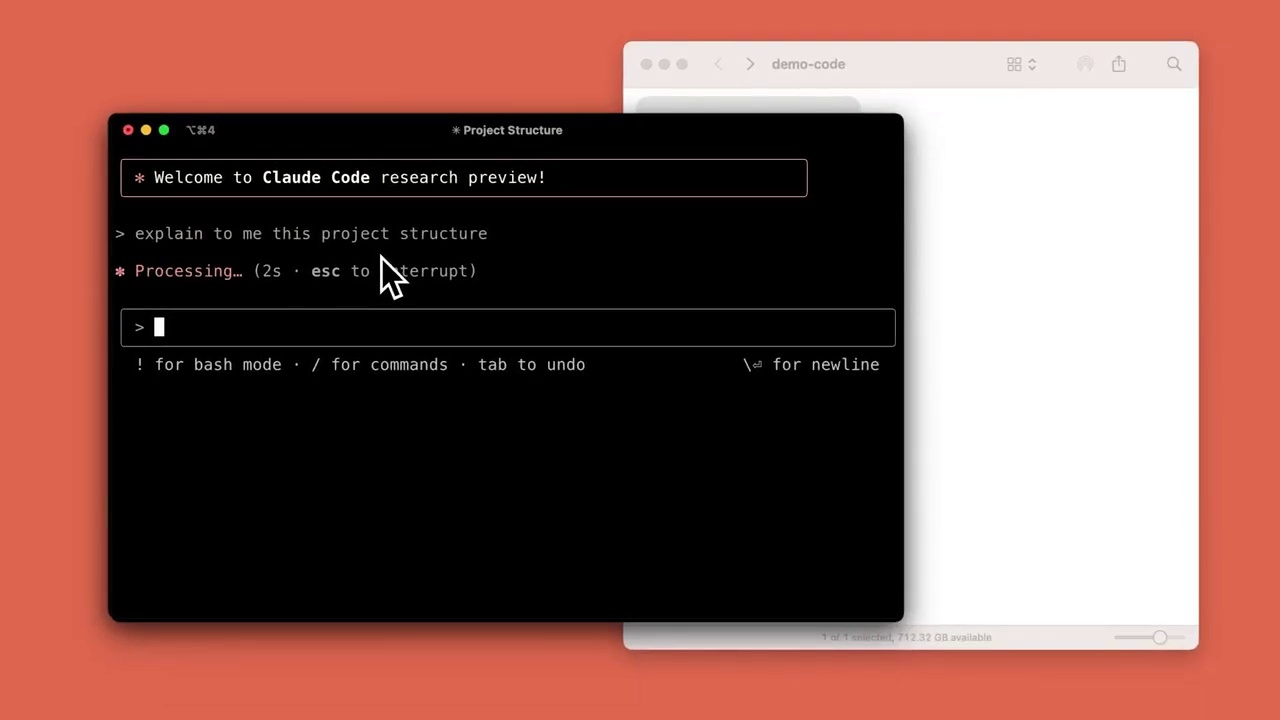 demo-code
⌥⌘4
✳ Project Structure
✻ Welcome to Claude Code research preview!
> explain to me this project structure
✽ Processing… (2s · esc to interrupt)
>
! for bash mode · / for commands · tab to undo
\⏎ for newline
1 of 1 selected, 712.32 GB available